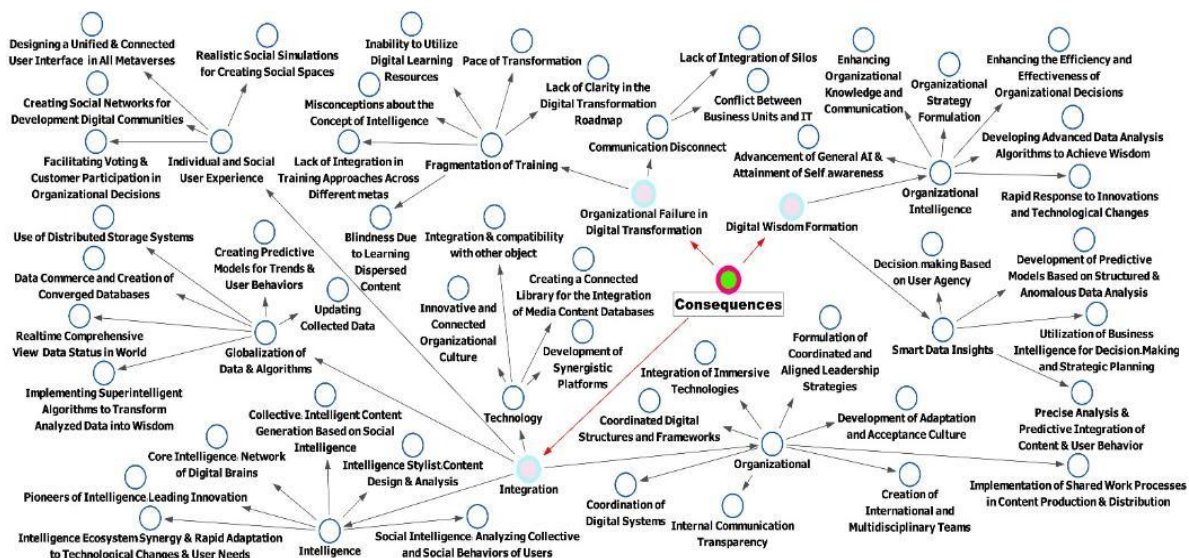 Designing a Unified & Connected
User Interface in All Metaverses
Realistic Social Simulations
for Creating Social Spaces
Creating Social Networks for
Development Digital Communities
Facilitating Voting &
Customer Participation in
Organizational Decisions
Individual and Social
User Experience
Inability to Utilize
Digital Learning
Resources
Pace of Transformation
Misconceptions about the
Concept of Intelligence
Lack of Clarity in the
Digital Transformation
Roadmap
Lack of Integration in
Training Approaches Across
Different metas
Fragmentation of Training
Blindness Due
to Learning
Dispersed
Content
Lack of Integration of Silos
Conflict Between
Business Units and IT
Communication Disconnect
Organizational Failure in
Digital Transformation
Enhancing
Organizational
Knowledge and
Communication
Organizational
Strategy
Formulation
Enhancing the Efficiency and
Effectiveness of
Organizational Decisions
Advancement of General AI &
Attainment of Self awareness
Developing Advanced Data Analysis
Algorithms to Achieve Wisdom
Organizational
Intelligence
Rapid Response to Innovations
and Technological Changes
Digital Wisdom Formation
Consequences
Decision making Based
on User Agency
Development of Predictive
Models Based on Structured &
Anomalous Data Analysis
Smart Data Insights
Utilization of Business
Intelligence for Decision.Making
and Strategic Planning
Precise Analysis &
Predictive Integration of
Content & User Behavior
Use of Distributed Storage Systems
Creating Predictive
Models for Trends &
User Behaviors
Data Commerce and Creation of
Converged Databases
Updating
Collected Data
Realtime Comprehensive
View Data Status in World
Globalization of
Data & Algorithms
Implementing Superintelligent
Algorithms to Transform
Analyzed Data into Wisdom
Integration & compatibility
with other object
Creating a Connected
Library for the Integration
of Media Content Databases
Innovative and
Connected
Organizational
Culture
Development of
Synergistic
Platforms
Technology
Integration
Formulation of
Coordinated and
Aligned Leadership
Strategies
Integration of Immersive
Technologies
Coordinated Digital
Structures and Frameworks
Development of Adaptation
and Acceptance Culture
Organizational
Coordination of
Digital Systems
Internal Communication
Transparency
Creation of
International and
Multidisciplinary Teams
Implementation of Shared Work Processes
in Content Production & Distribution
Collective. Intelligent Content
Generation Based on Social
Intelligence
Core Intelligence: Network
of Digital Brains
Intelligence Stylist.Content
Design & Analysis
Pioneers of Intelligence.Leading Innovation
Intelligence Ecosystem.Synergy & Rapid Adaptation
to Technological Changes & User Needs
Intelligence
Social Intelligence: Analyzing Collective
and Social Behaviors of Users